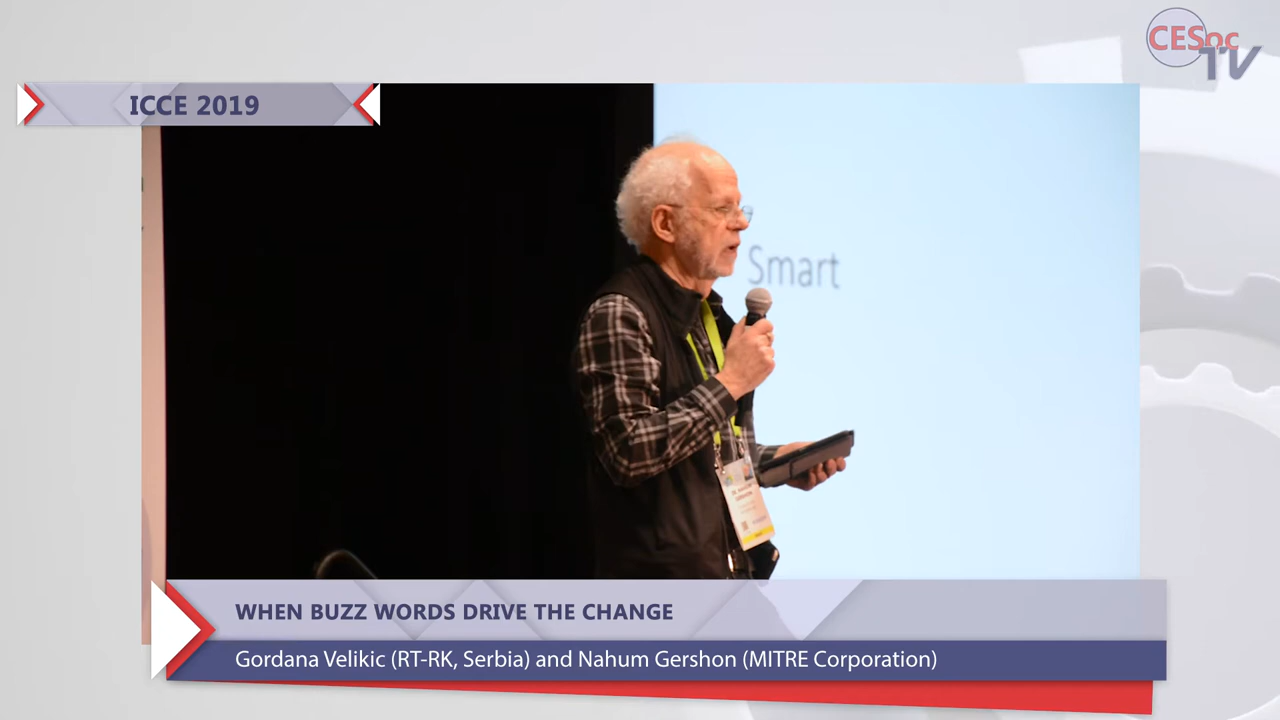 CESoc
TV
ICCE 2019
Smart
WHEN BUZZ WORDS DRIVE THE CHANGE
Gordana Velikic (RT-RK, Serbia) and Nahum Gershon (MITRE Corporation)